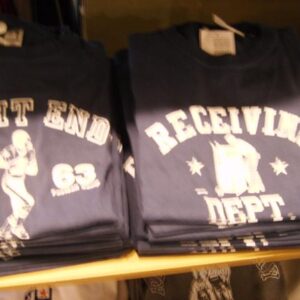 IT END
63
RECEIVIN
DEPT.